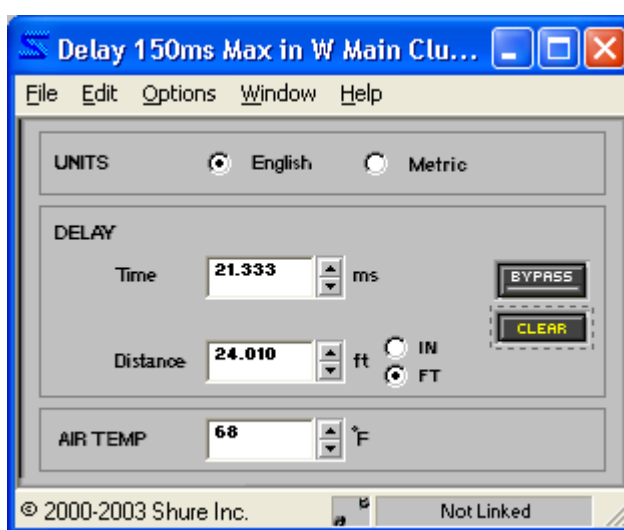 Delay 150ms Max in W Main Clu...
File Edit Options Window Help
UNITS English Metric
DELAY
Time 21.333 ms
BYPASS
CLEAR
Distance 24.010 ft IN
FT
AIR TEMP 68 °F
© 2000-2003 Shure Inc. Not Linked